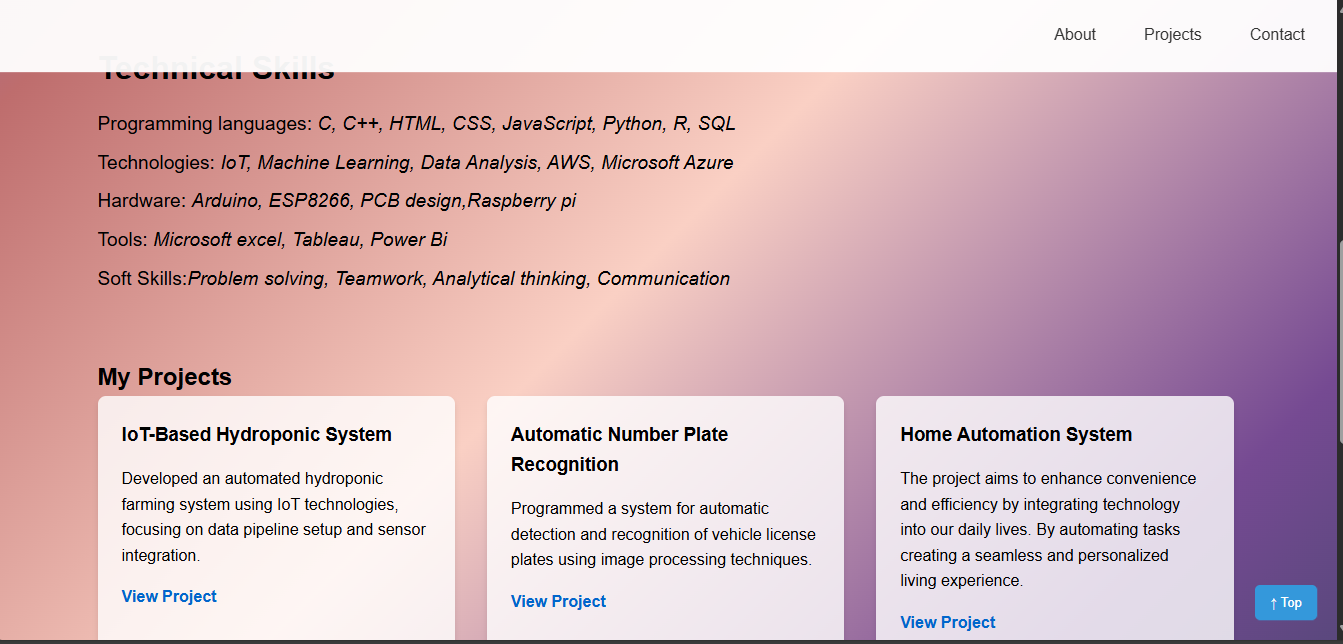 About Projects Contact
Technical Skills
Programming languages: C, C++, HTML, CSS, JavaScript, Python, R, SQL
Technologies: IoT, Machine Learning, Data Analysis, AWS, Microsoft Azure
Hardware: Arduino, ESP8266, PCB design,Raspberry pi
Tools: Microsoft excel, Tableau, Power Bi
Soft Skills:Problem solving, Teamwork, Analytical thinking, Communication
My Projects
IoT-Based Hydroponic System
Developed an automated hydroponic
farming system using IoT technologies,
focusing on data pipeline setup and sensor
integration.
View Project
Automatic Number Plate
Recognition
Programmed a system for automatic
detection and recognition of vehicle license
plates using image processing techniques.
View Project
Home Automation System
The project aims to enhance convenience
and efficiency by integrating technology
into our daily lives. By automating tasks
creating a seamless and personalized
living experience.
View Project
↑ Top